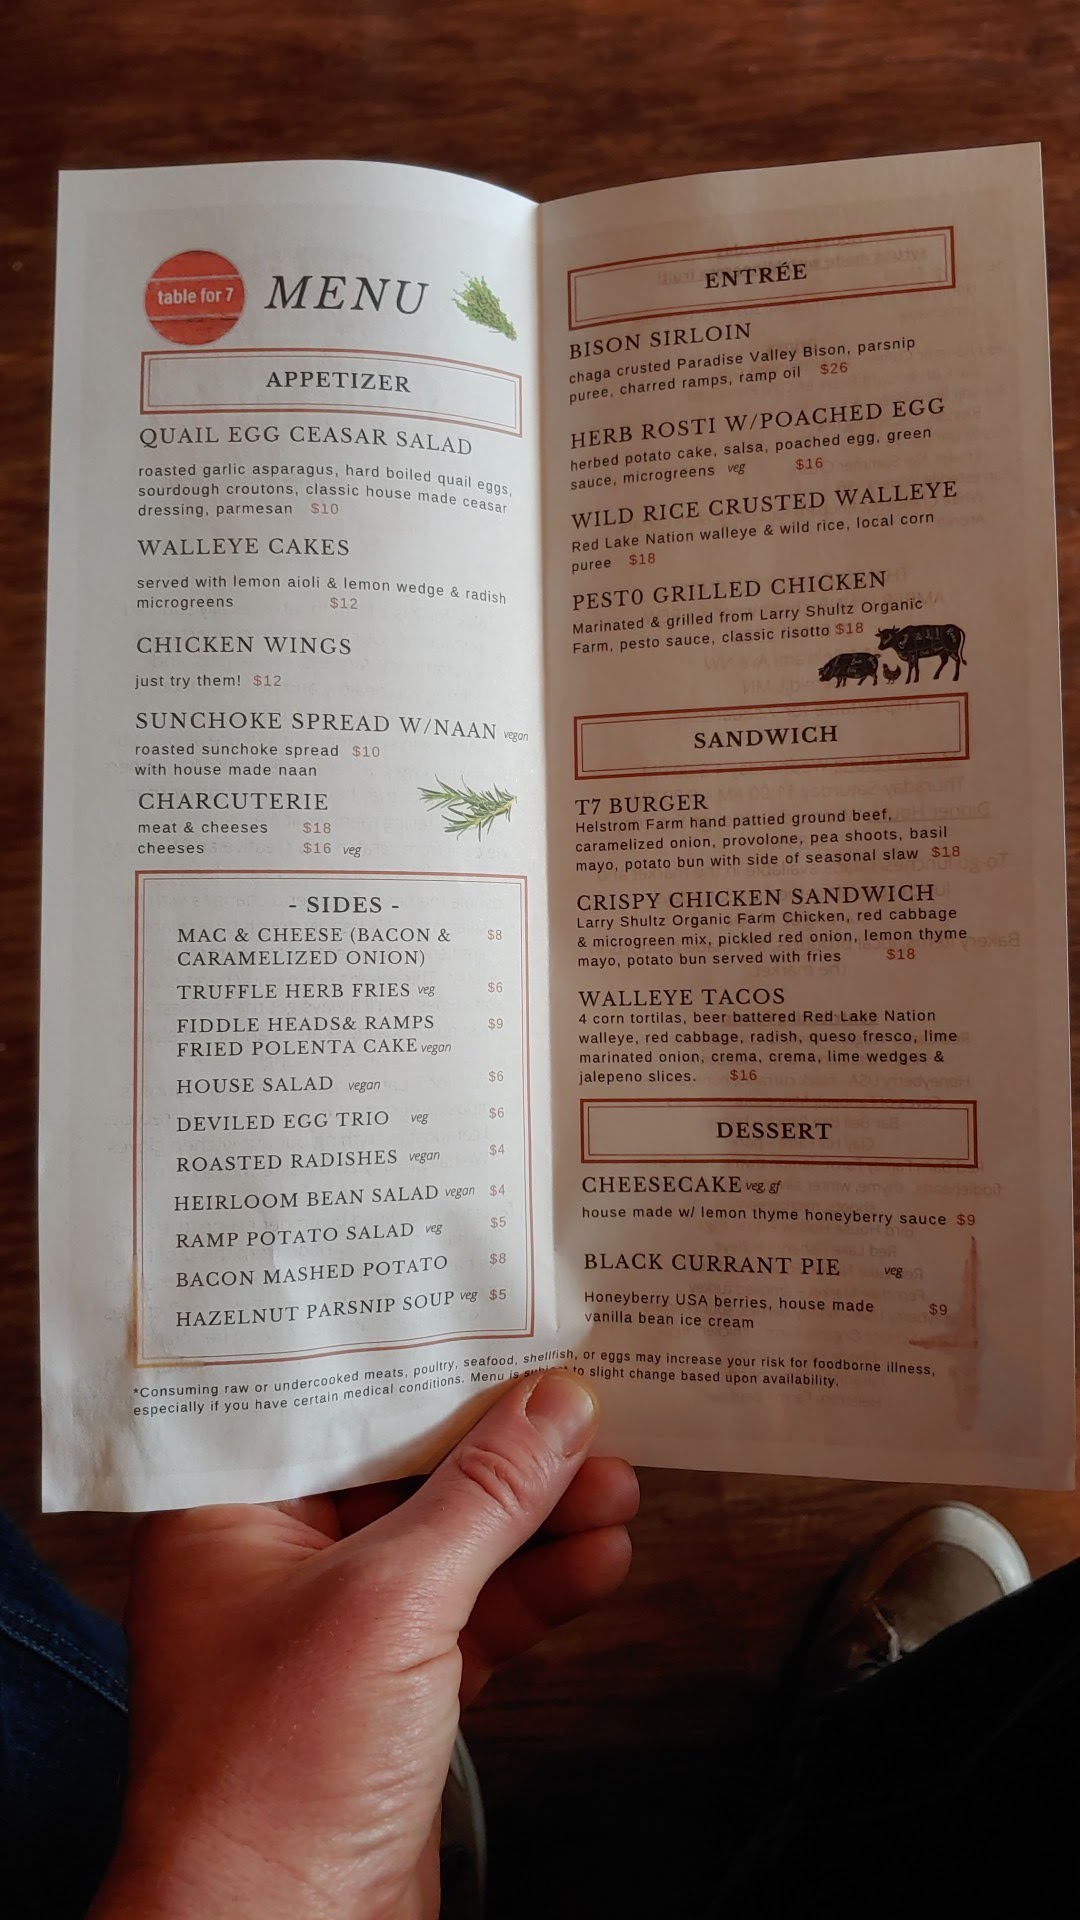 table for 7
MENU
APPETIZER
QUAIL EGG CEASAR SALAD
roasted garlic asparagus, hard boiled quail eggs,
sourdough croutons, classic house made ceasar
dressing, parmesan $10
WALLEYE CAKES
served with lemon aioli & lemon wedge & radish
microgreens $12
CHICKEN WINGS
just try them! $12
SUNCHOKE SPREAD W/NAAN vegan
roasted sunchoke spread $10
with house made naan
CHARCUTERIE
meat & cheeses $18
cheeses $16 veg
- SIDES -
MAC & CHEESE (BACON & $8
CARAMELIZED ONION)
TRUFFLE HERB FRIES veg $6
FIDDLE HEADS& RAMPS $9
FRIED POLENTA CAKE vegan
HOUSE SALAD vegan $6
DEVILED EGG TRIO veg $6
ROASTED RADISHES vegan $4
HEIRLOOM BEAN SALAD vegan $4
RAMP POTATO SALAD veg $5
BACON MASHED POTATO $8
HAZELNUT PARSNIP SOUP veg $5
ENTRÉE
BISON SIRLOIN
chaga crusted Paradise Valley Bison, parsnip
puree, charred ramps, ramp oil $26
HERB ROSTI W/POACHED EGG
herbed potato cake, salsa, poached egg, green
sauce, microgreens veg $16
WILD RICE CRUSTED WALLEYE
Red Lake Nation walleye & wild rice, local corn
puree $18
PEST0 GRILLED CHICKEN
Marinated & grilled from Larry Shultz Organic
Farm, pesto sauce, classic risotto $18
SANDWICH
T7 BURGER
Helstrom Farm hand pattied ground beef,
caramelized onion, provolone, pea shoots, basil
mayo, potato bun with side of seasonal slaw $18
CRISPY CHICKEN SANDWICH
Larry Shultz Organic Farm Chicken, red cabbage
& microgreen mix, pickled red onion, lemon thyme
mayo, potato bun served with fries $18
WALLEYE TACOS
4 corn tortilas, beer battered Red Lake Nation
walleye, red cabbage, radish, queso fresco, lime
marinated onion, crema, crema, lime wedges &
jalepeno slices. $16
DESSERT
CHEESECAKE veg, gf
house made w/ lemon thyme honeyberry sauce $9
BLACK CURRANT PIE veg
Honeyberry USA berries, house made $9
vanilla bean ice cream
*Consuming raw or undercooked meats, poultry, seafood, shellfish, or eggs may increase your risk for foodborne illness,
especially if you have certain medical conditions. Menu is subject to slight change based upon availability.